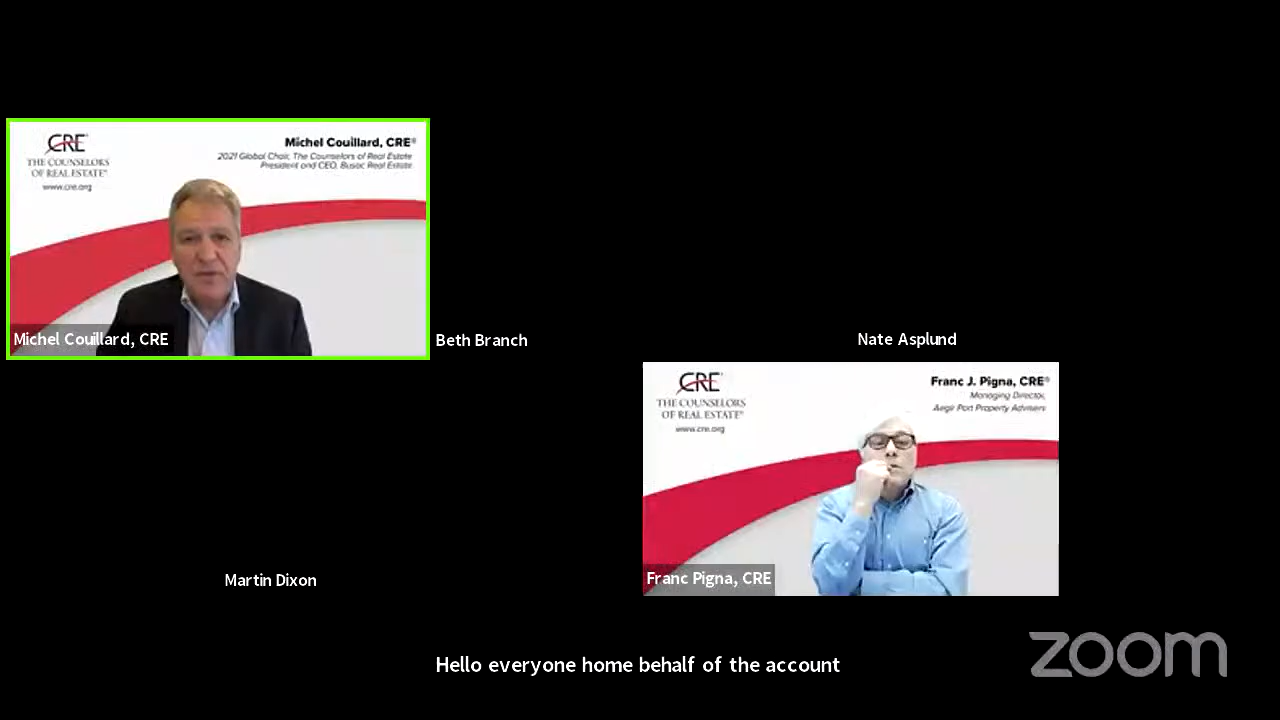 CRE®
THE COUNSELORS
OF REAL ESTATE®
www.cre.org
Michel Couillard, CRE®
2021 Global Chair, The Counselors of Real Estate
President and CEO, Busac Real Estate
Michel Couillard, CRE
Beth Branch
Nate Asplund
CRE®
THE COUNSELORS
OF REAL ESTATE®
www.cre.org
Franc J. Pigna, CRE®
Managing Director,
Aegir Port Property Advisers
Franc Pigna, CRE
Martin Dixon
Hello everyone home behalf of the account
zoom